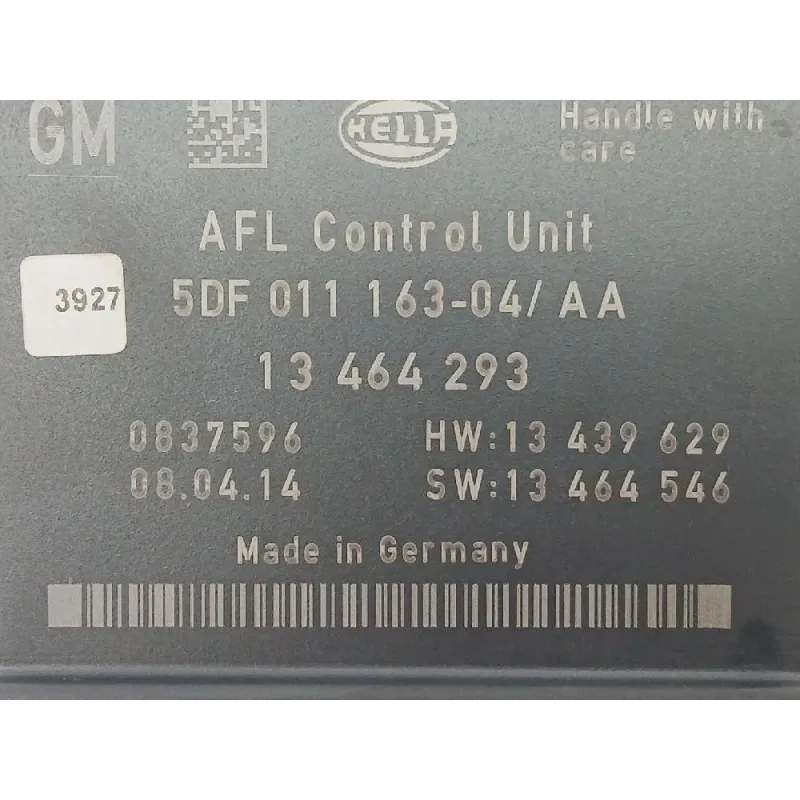 GM
HELLA
Handle with
care
AFL Control Unit
3927
5DF 011 163-04/ AA
13 464 293
0837596
HW:13 439 629
08.04.14
SW:13 464 546
Made in Germany